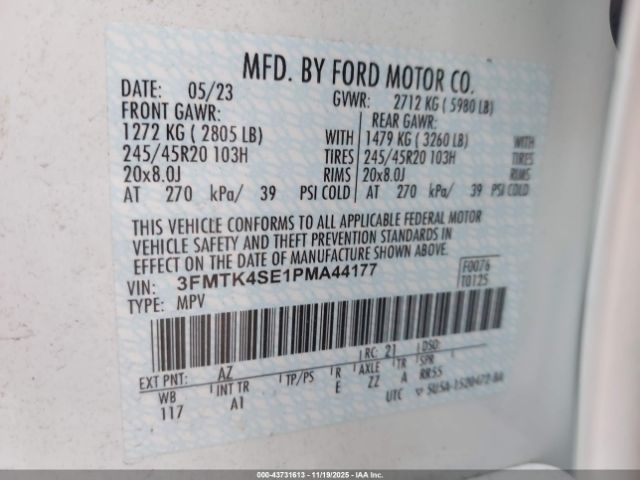 MFD. BY FORD MOTOR CO.
DATE: 05/23 GVWR: 2712 KG ( 5980 LB)
FRONT GAWR: REAR GAWR:
1272 KG ( 2805 LB) WITH 1479 KG ( 3260 LB) WITH
245/45R20 103H TIRES 245/45R20 103H TIRES
20x8.0J RIMS 20x8.0J RIMS
AT 270 kPa/ 39 PSI COLD AT 270 kPa/ 39 PSI COLD
THIS VEHICLE CONFORMS TO ALL APPLICABLE FEDERAL MOTOR
VEHICLE SAFETY AND THEFT PREVENTION STANDARDS IN
EFFECT ON THE DATE OF MANUFACTURE SHOWN ABOVE.
VIN: 3FMTK4SE1PMA44177 F0076
TYPE: MPV T0125
EXT PNT: AZ RC: 21 DSO:
WB INT TR TP/PS R AXLE TR SPR
117 A1 E ZZ A RR55
UTC
000-43731613 - 11/19/2025 - IAAI.COM